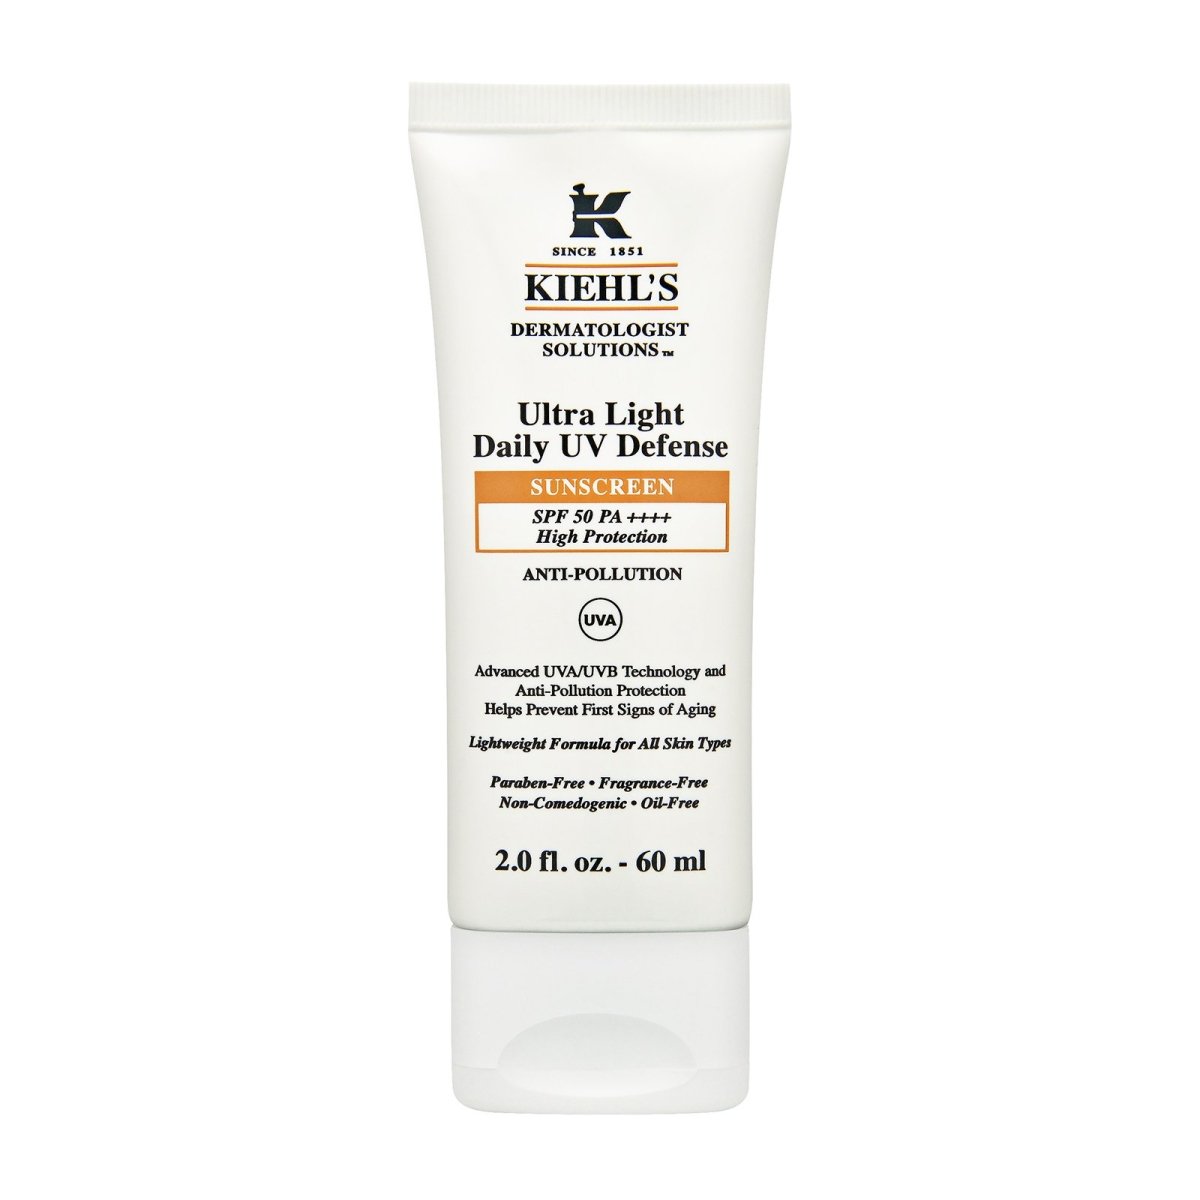 K
SINCE 1851
KIEHL'S
DERMATOLOGIST
SOLUTIONS™
Ultra Light
Daily UV Defense
SUNSCREEN
SPF 50 PA ++++
High Protection
ANTI-POLLUTION
UVA
Advanced UVA/UVB Technology and
Anti-Pollution Protection
Helps Prevent First Signs of Aging
Lightweight Formula for All Skin Types
Paraben-Free • Fragrance-Free
Non-Comedogenic • Oil-Free
2.0 fl. oz. - 60 ml